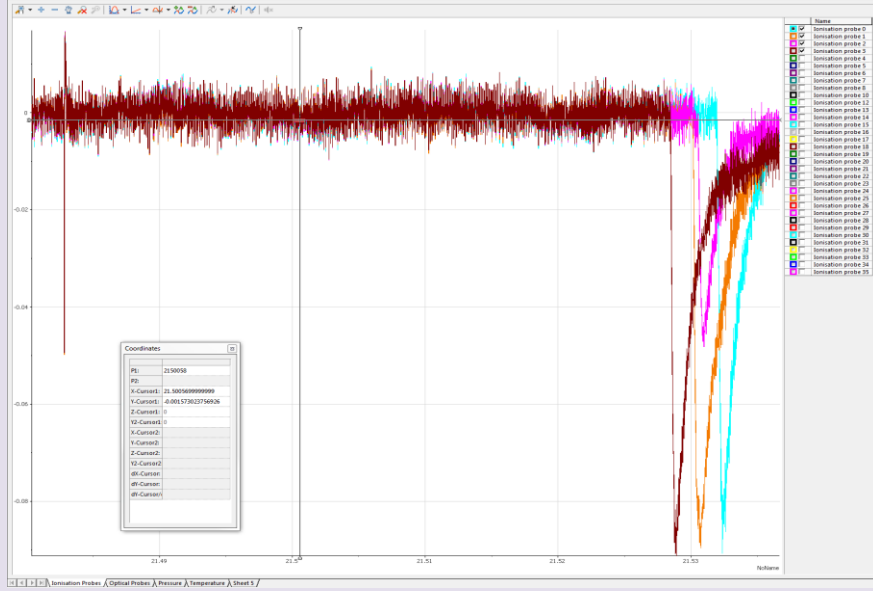 Name
Ionisation probe 0
Ionisation probe 1
Ionisation probe 2
Ionisation probe 3
Ionisation probe 4
Ionisation probe 5
Ionisation probe 6
Ionisation probe 7
Ionisation probe 8
Ionisation probe 10
Ionisation probe 12
Ionisation probe 13
Ionisation probe 14
Ionisation probe 15
Ionisation probe 16
Ionisation probe 17
Ionisation probe 18
Ionisation probe 19
Ionisation probe 20
Ionisation probe 21
Ionisation probe 22
Ionisation probe 23
Ionisation probe 24
Ionisation probe 25
Ionisation probe 26
Ionisation probe 27
Ionisation probe 28
Ionisation probe 29
Ionisation probe 30
Ionisation probe 31
Ionisation probe 32
Ionisation probe 33
Ionisation probe 34
Ionisation probe 35
0
-0.02
-0.04
-0.06
-0.08
Coordinates
P1: 2150058
P2:
X-Cursor1: 21.5005699999999
Y-Cursor1: -0.001573023756926
Z-Cursor1: 0
Y2-Cursor1 0
X-Cursor2:
Y-Cursor2:
Z-Cursor2:
Y2-Cursor2
dX-Cursor:
dY-Cursor:
dY-Cursor/
21.49 21.5 21.51 21.52 21.53
NoName
Ionisation Probes Optical Probes Pressure Temperature Sheet 5